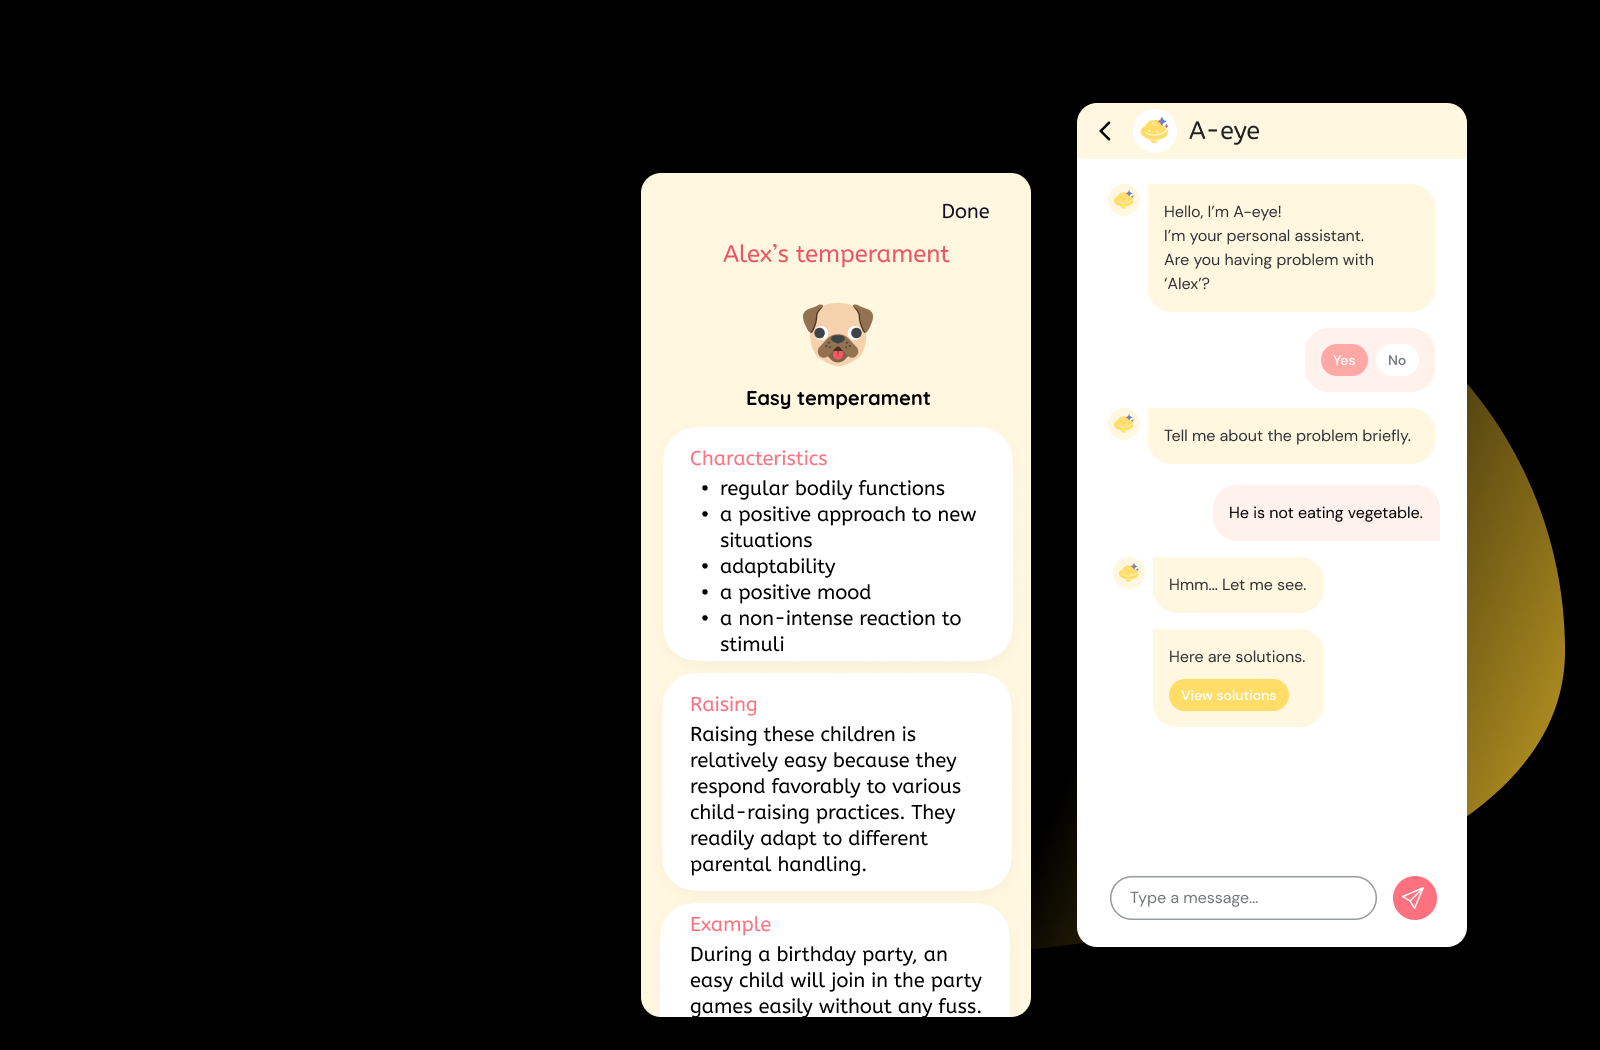 Done
Alex’s temperament
Easy temperament
Characteristics
• regular bodily functions
• a positive approach to new
situations
• adaptability
• a positive mood
• a non-intense reaction to
stimuli
Raising
Raising these children is
relatively easy because they
respond favorably to various
child-raising practices. They
readily adapt to different
parental handling.
Example
During a birthday party, an
easy child will join in the party
games easily without any fuss.
A-eye
Hello, I’m A-eye!
I’m your personal assistant.
Are you having problem with
‘Alex’?
Yes No
Tell me about the problem briefly.
He is not eating vegetable.
Hmm... Let me see.
Here are solutions.
View solutions
Type a message...